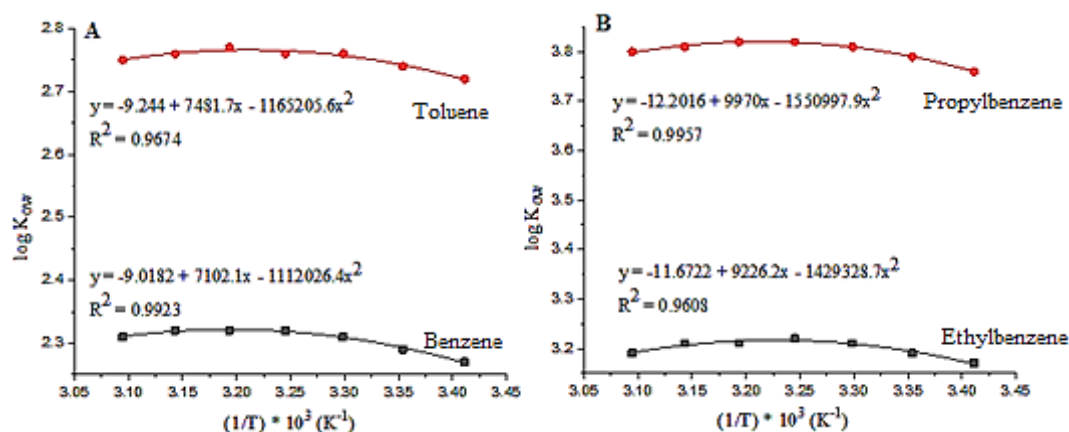 A
2.8
2.7
2.6
2.5
2.4
2.3
log K_ow
y = -9.244 + 7481.7x - 1165205.6x²
R² = 0.9674
Toluene
y = -9.0182 + 7102.1x - 1112026.4x²
R² = 0.9923
Benzene
3.05 3.10 3.15 3.20 3.25 3.30 3.35 3.40 3.45
(1/T) * 10³ (K⁻¹)
B
3.8
3.7
3.6
3.5
3.4
3.3
3.2
log K_ow
y = -12.2016 + 9970x - 1550997.9x²
R² = 0.9957
Propylbenzene
y = -11.6722 + 9226.2x - 1429328.7x²
R² = 0.9608
Ethylbenzene
3.05 3.10 3.15 3.20 3.25 3.30 3.35 3.40 3.45
(1/T) * 10³ (K⁻¹)